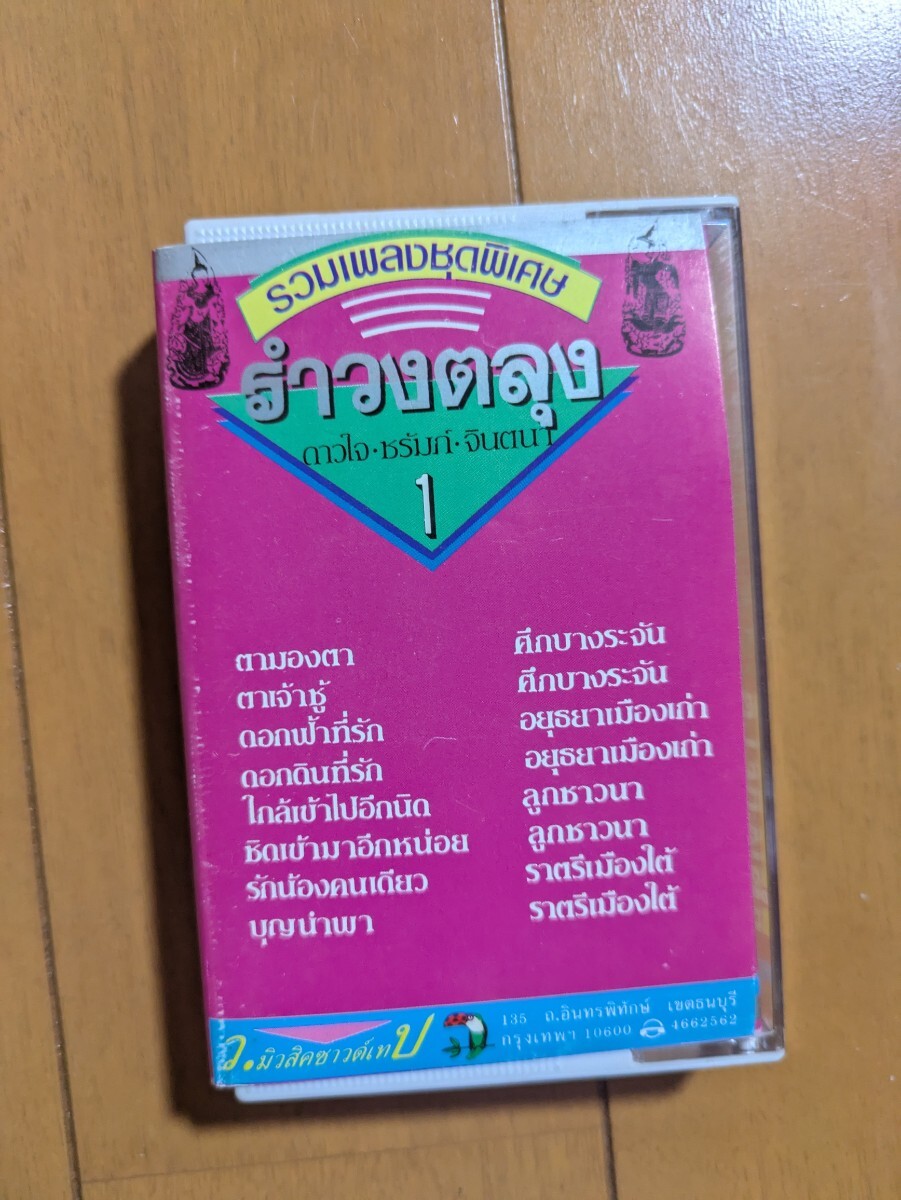 รวมเพลงชุดพิเศษ
รำวงตลุง
ดาวใจ·ชรัมภ์·จินตนา
1
ตามองตา
ตาเจ้าชู้
ดอกฟ้าที่รัก
ดอกดินที่รัก
ใกล้เข้าไปอีกนิด
ชิดเข้ามาอีกหน่อย
รักน้องคนเดียว
บุญนำพา
ศึกบางระจัน
ศึกบางระจัน
อยุธยาเมืองเก่า
อยุธยาเมืองเก่า
ลูกชาวนา
ลูกชาวนา
ราตรีเมืองใต้
ราตรีเมืองใต้
ว.มิวสิคซาวด์เทป
135 ถ.อินทรพิทักษ์ เขตธนบุรี
กรุงเทพฯ 10600 4662562